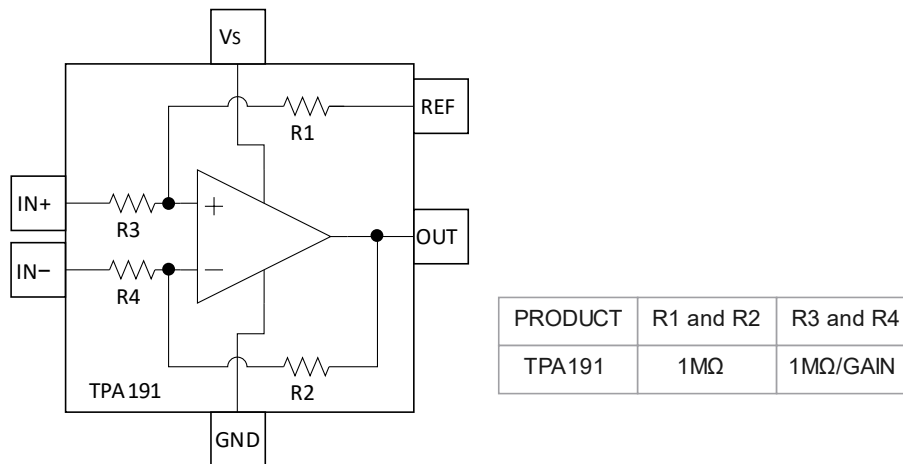 Vs
REF
R1
IN+
+
R3
OUT
IN−
−
R4
R2
TPA191
GND
PRODUCT R1 and R2 R3 and R4
TPA191 1MΩ 1MΩ/GAIN